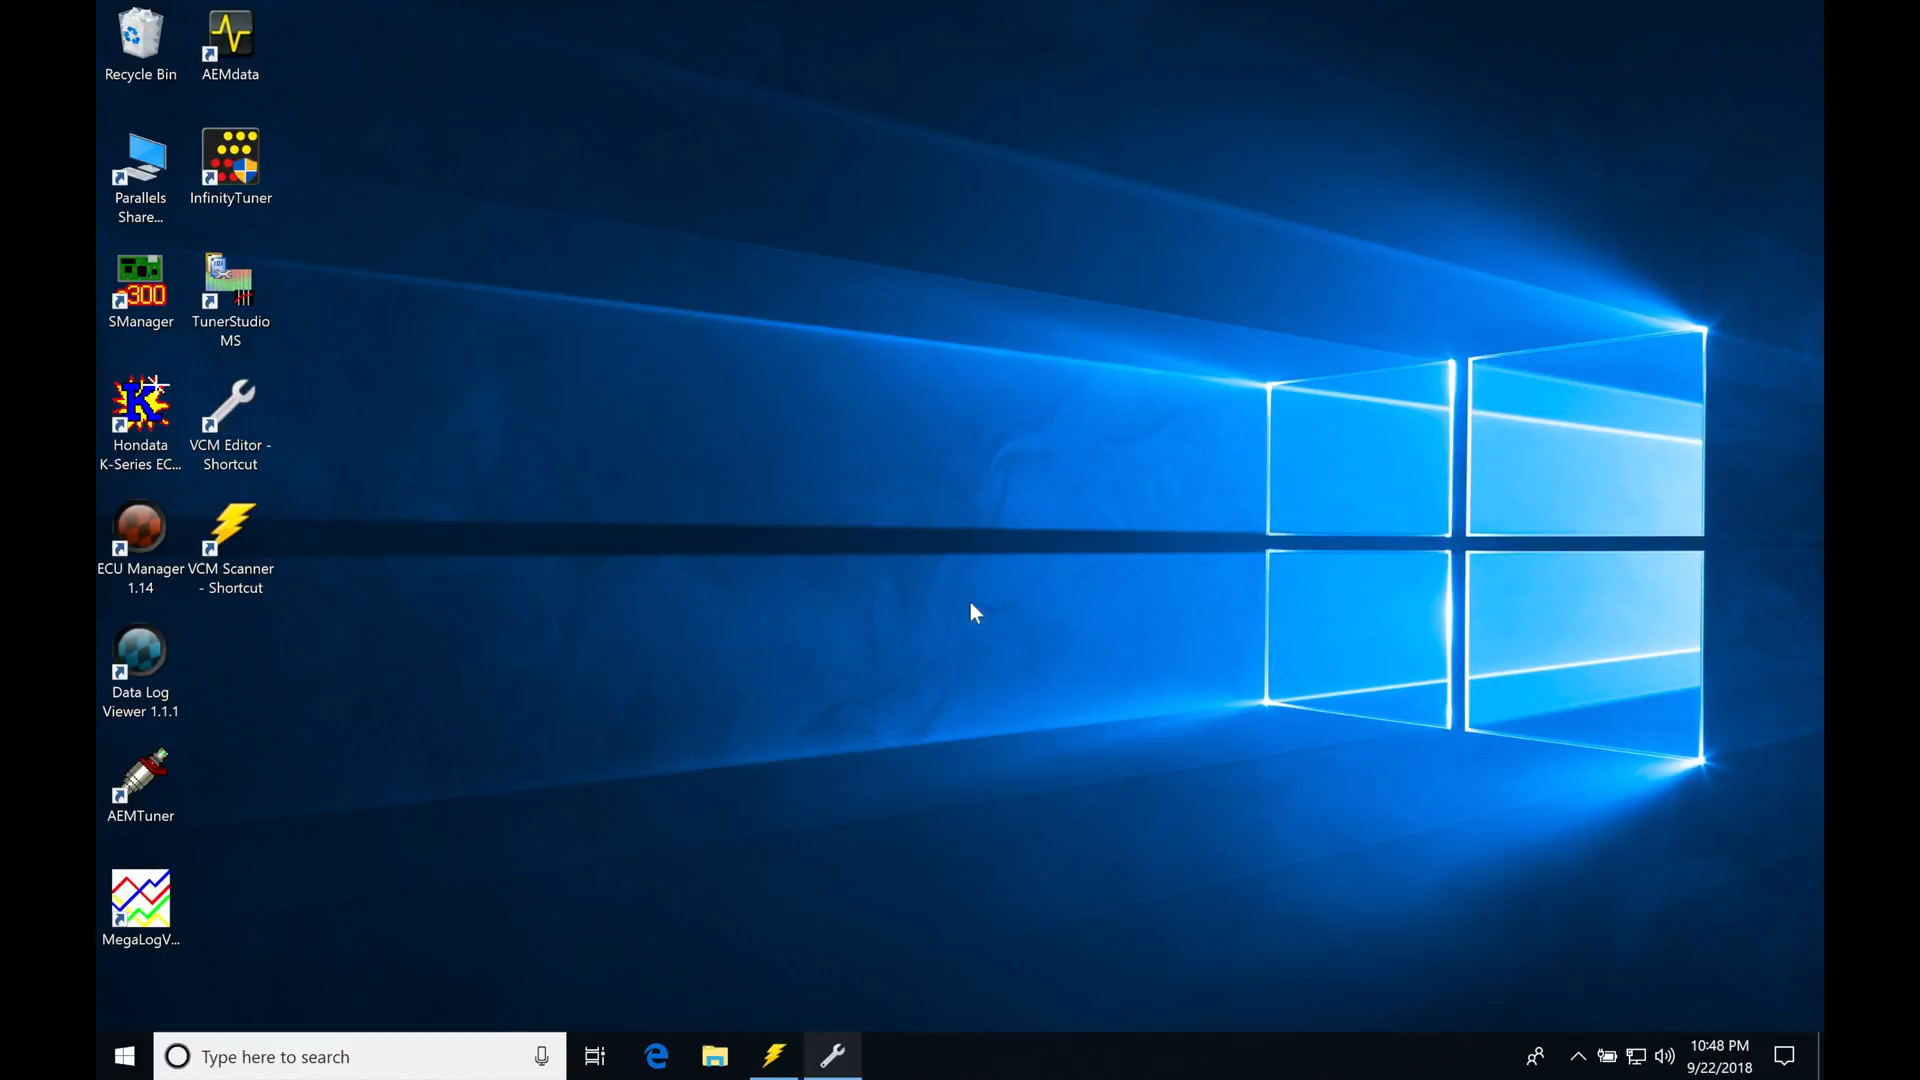 Recycle Bin
AEMdata
Parallels
Share...
InfinityTuner
300
SManager
TunerStudio
MS
K
Hondata
K-Series EC...
VCM Editor -
Shortcut
ECU Manager
1.14
VCM Scanner
- Shortcut
Data Log
Viewer 1.1.1
AEMTuner
MegaLogV...
Type here to search
10:48 PM
9/22/2018